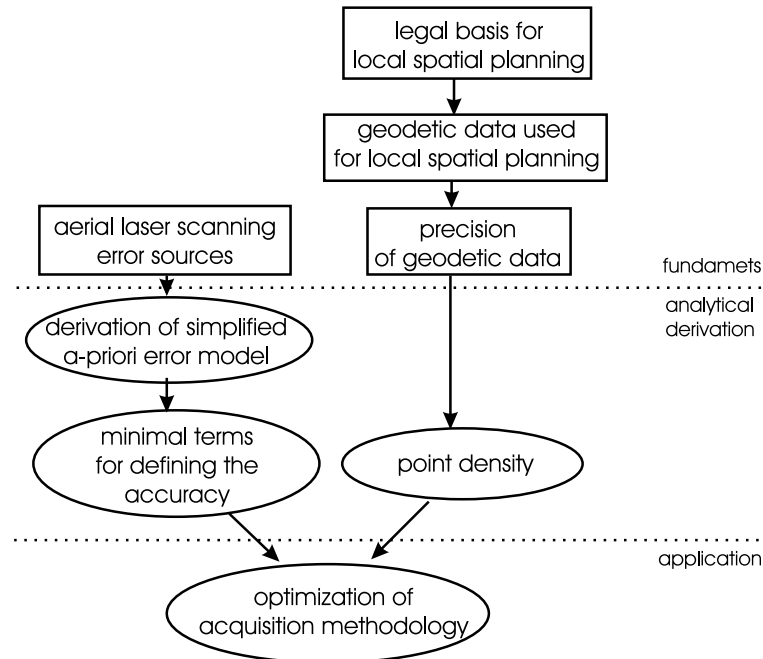 legal basis for
local spatial planning
geodetic data used
for local spatial planning
aerial laser scanning
error sources
precision
of geodetic data
fundamets
analytical
derivation
derivation of simplified
a-priori error model
minimal terms
for defining the
accuracy
point density
application
optimization of
acquisition methodology